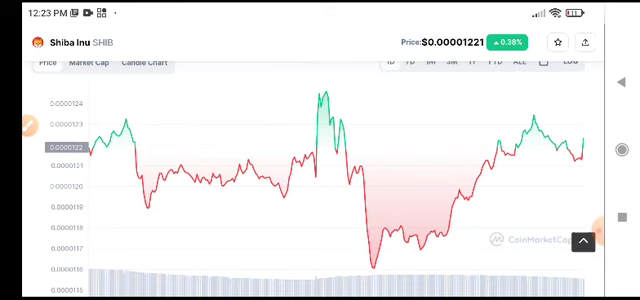 12:23 PM
Shiba Inu SHIB
Price: $0.00001221 0.38%
Price Market Cap Candle Chart
1D 7D 1M 3M 1Y YTD ALL LOG
0.0000124
0.0000123
0.0000122
0.0000121
0.0000120
0.0000119
0.0000118
0.0000117
0.0000116
0.0000115
CoinMarketCap